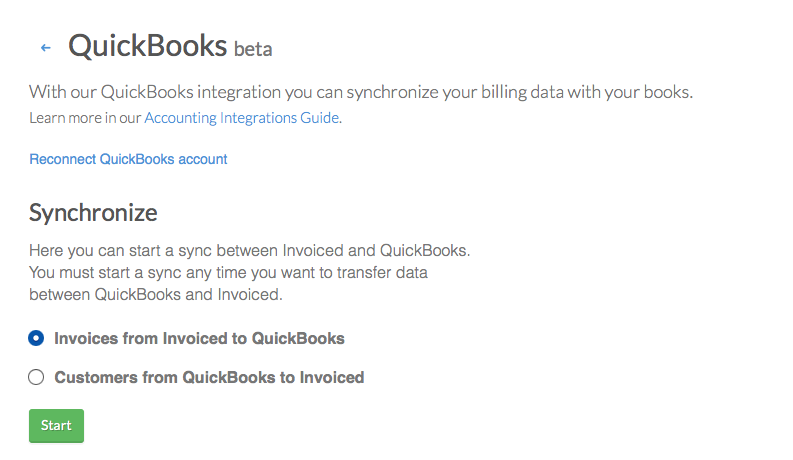 QuickBooks beta
With our QuickBooks integration you can synchronize your billing data with your books.
Learn more in our Accounting Integrations Guide.
Reconnect QuickBooks account
Synchronize
Here you can start a sync between Invoiced and QuickBooks.
You must start a sync any time you want to transfer data
between QuickBooks and Invoiced.
Invoices from Invoiced to QuickBooks
Customers from QuickBooks to Invoiced
Start